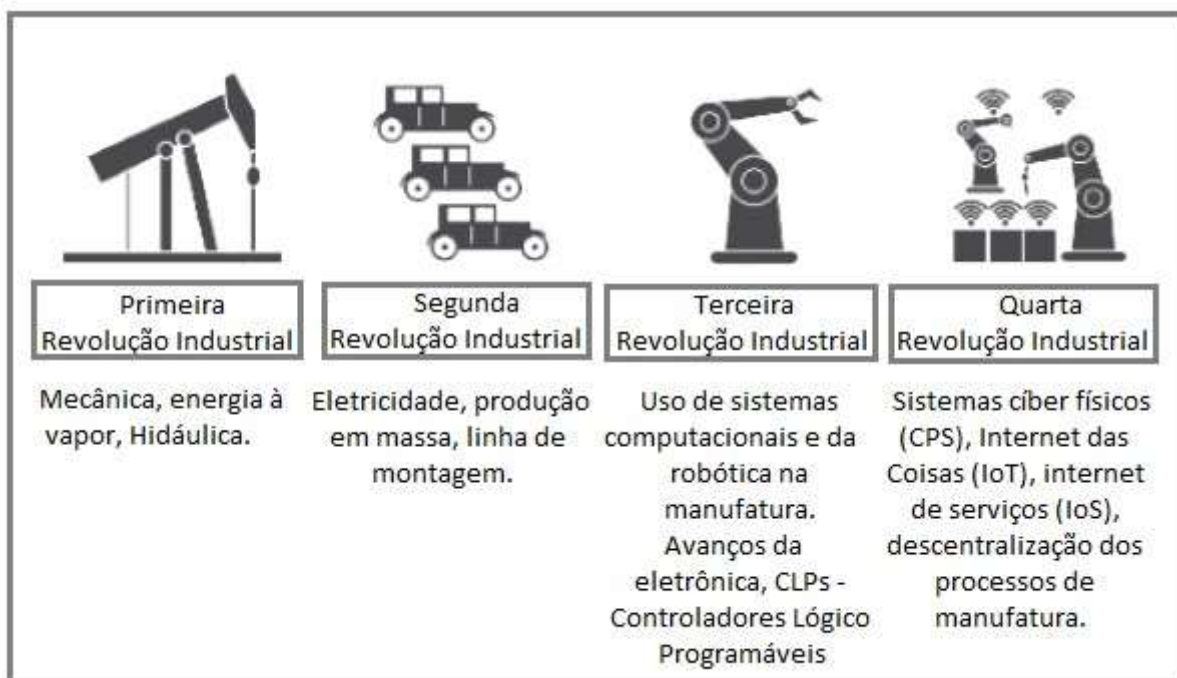 Primeira
Revolução Industrial
Mecânica, energia à
vapor, Hidáulica.
Segunda
Revolução Industrial
Eletricidade, produção
em massa, linha de
montagem.
Terceira
Revolução Industrial
Uso de sistemas
computacionais e da
robótica na
manufatura.
Avanços da
eletrônica, CLPs -
Controladores Lógico
Programáveis
Quarta
Revolução Industrial
Sistemas cíber físicos
(CPS), Internet das
Coisas (IoT), internet
de serviços (IoS),
descentralização dos
processos de
manufatura.